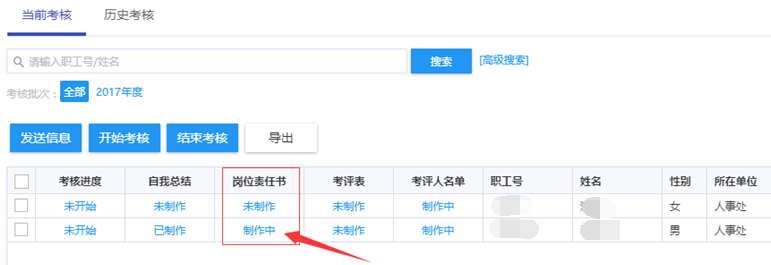 当前考核 历史考核
请输入职工号/姓名 搜索 [高级搜索]
考核批次: 全部 2017年度
发送信息 开始考核 结束考核 导出
考核进度 自我总结 岗位责任书 考评表 考评人名单 职工号 姓名 性别 所在单位
未开始 未制作 未制作 未制作 制作中 女 人事处
未开始 已制作 制作中 未制作 制作中 男 人事处